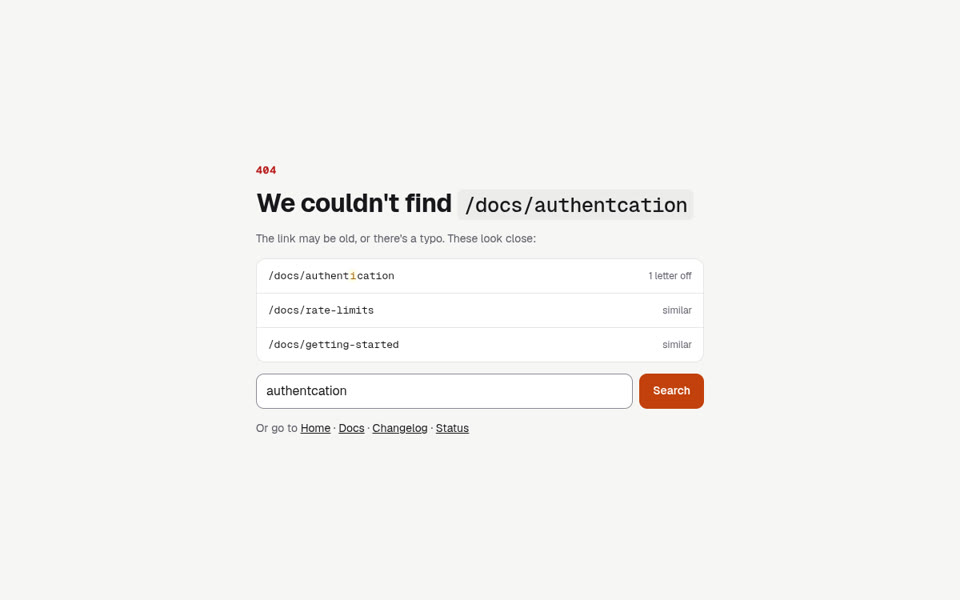 404
We couldn't find /docs/authentcation
The link may be old, or there's a typo. These look close:
/docs/authentication 1 letter off
/docs/rate-limits similar
/docs/getting-started similar
authentcation Search
Or go to Home · Docs · Changelog · Status